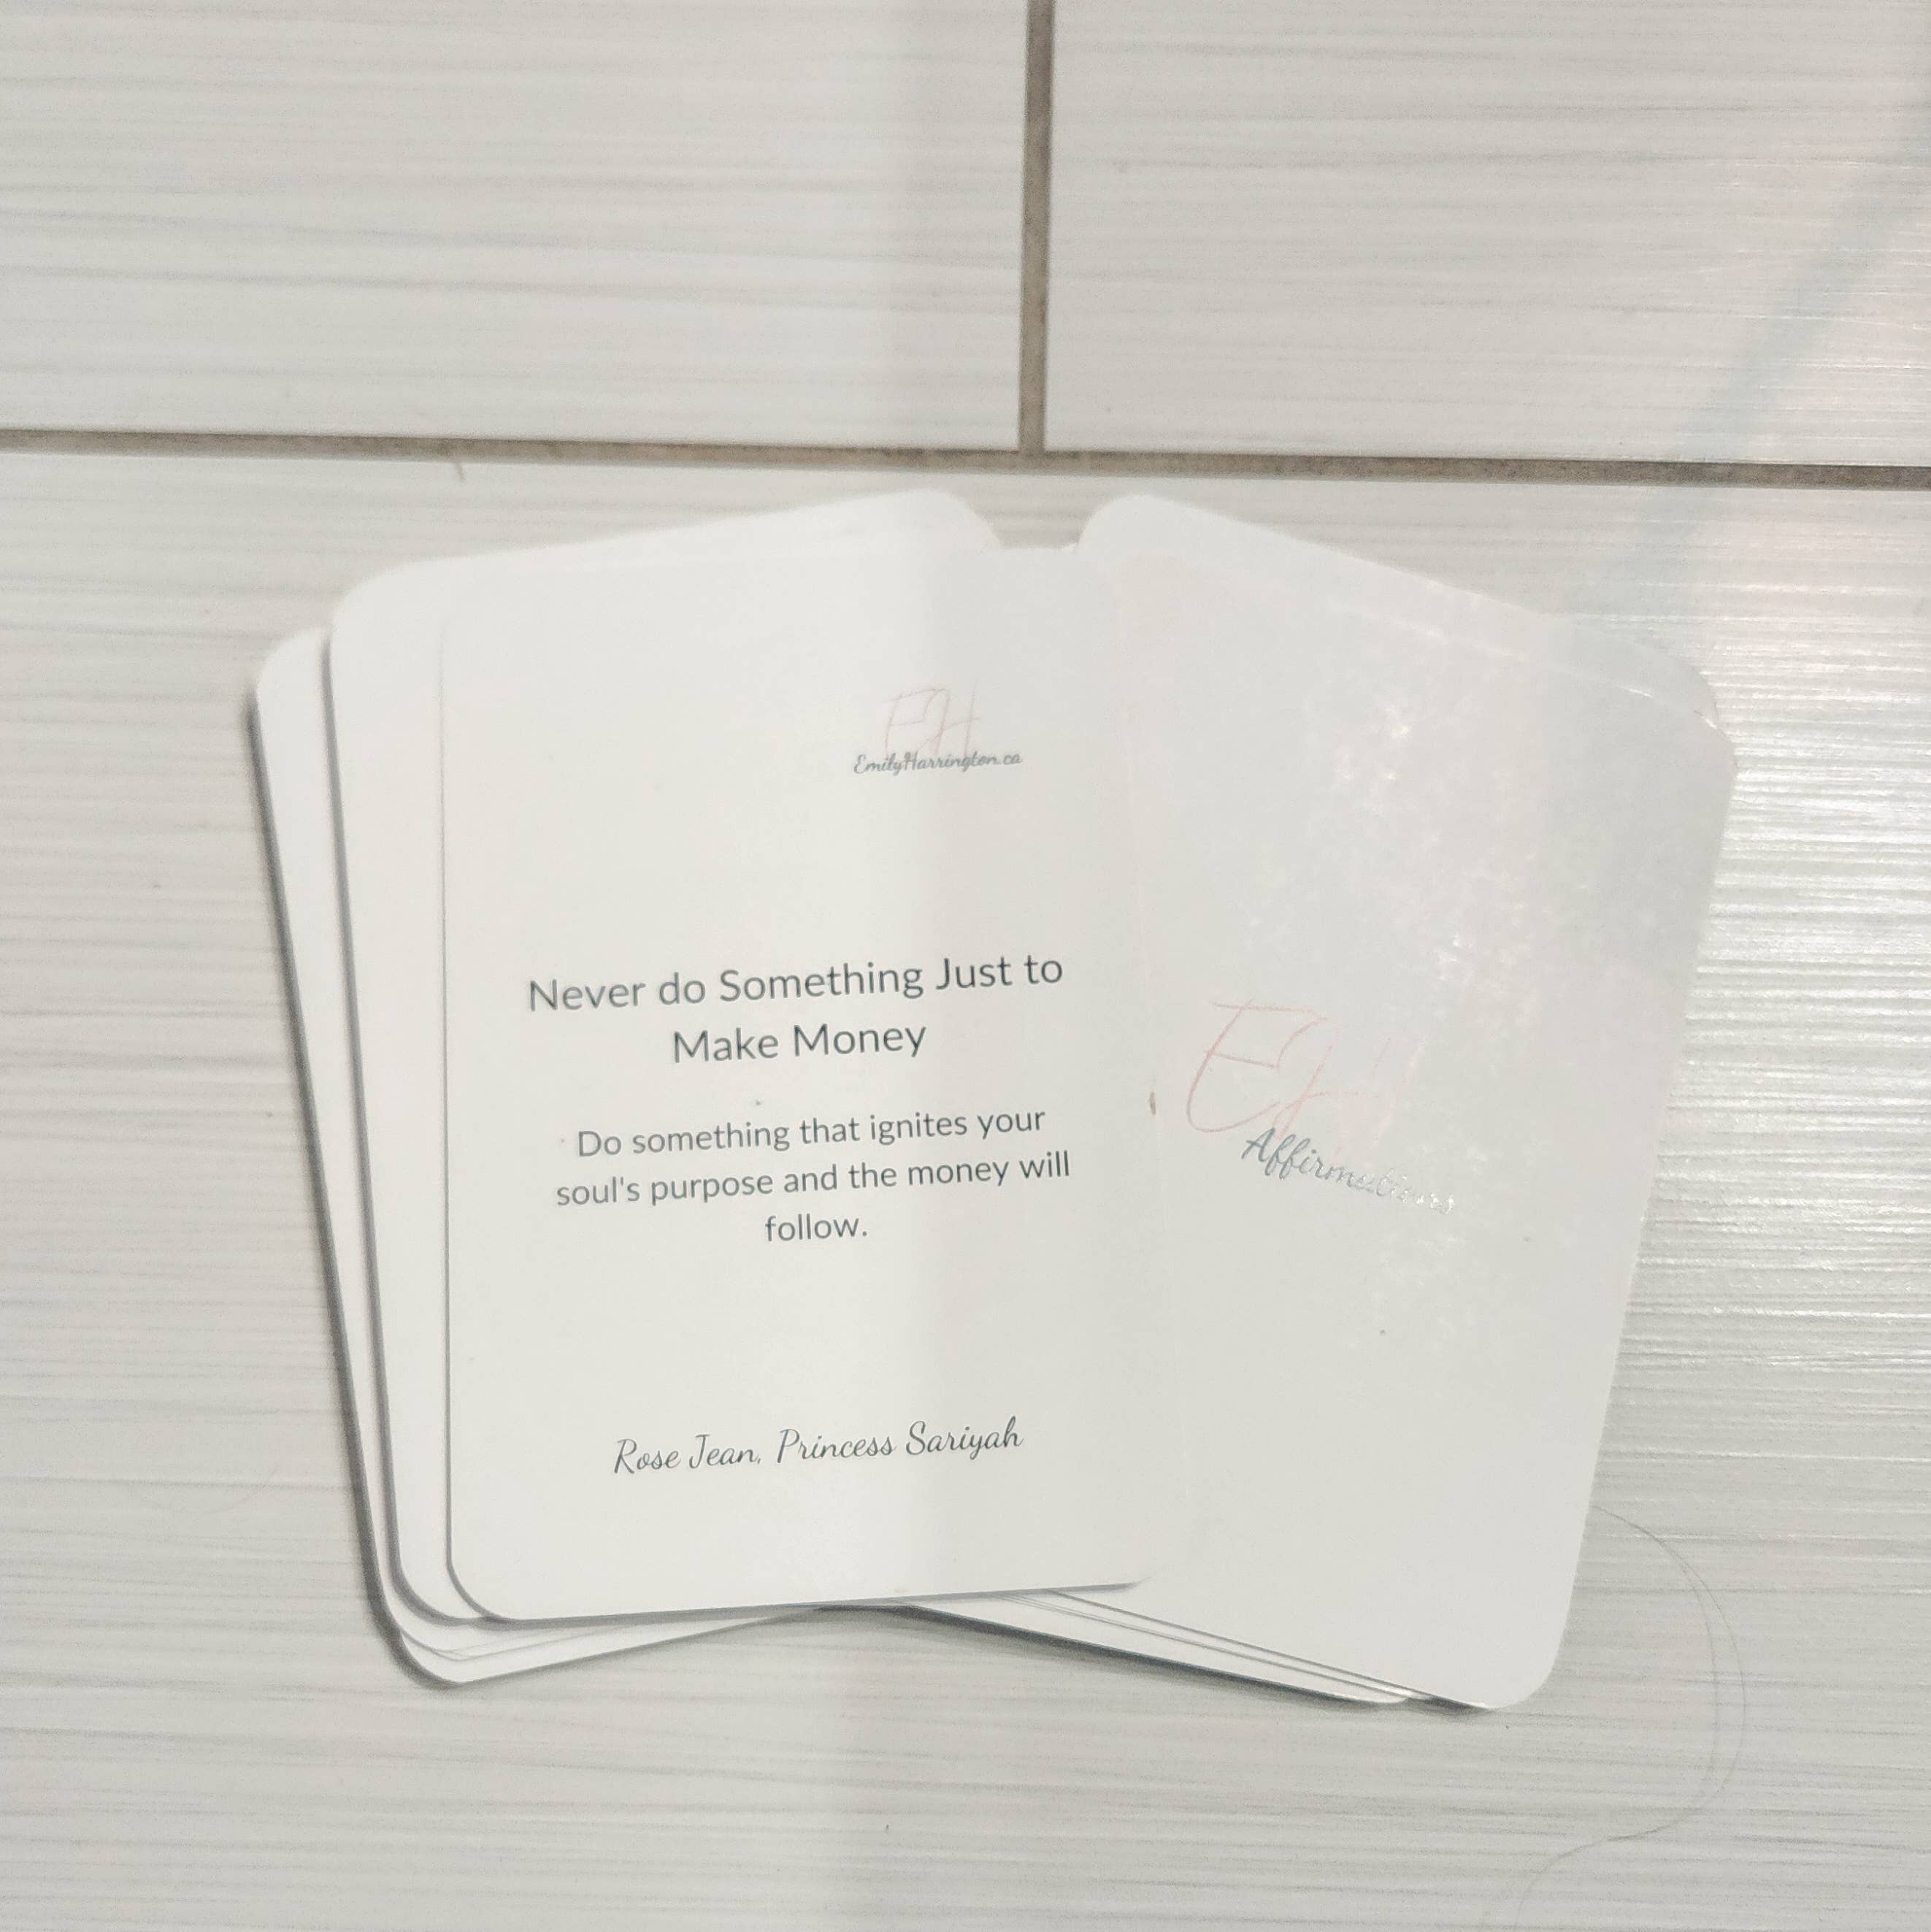 EH
EmilyHarrington.ca
Never do Something Just to
Make Money
Do something that ignites your
soul's purpose and the money will
follow.
Rose Jean, Princess Sariyah
EH
Affirmations